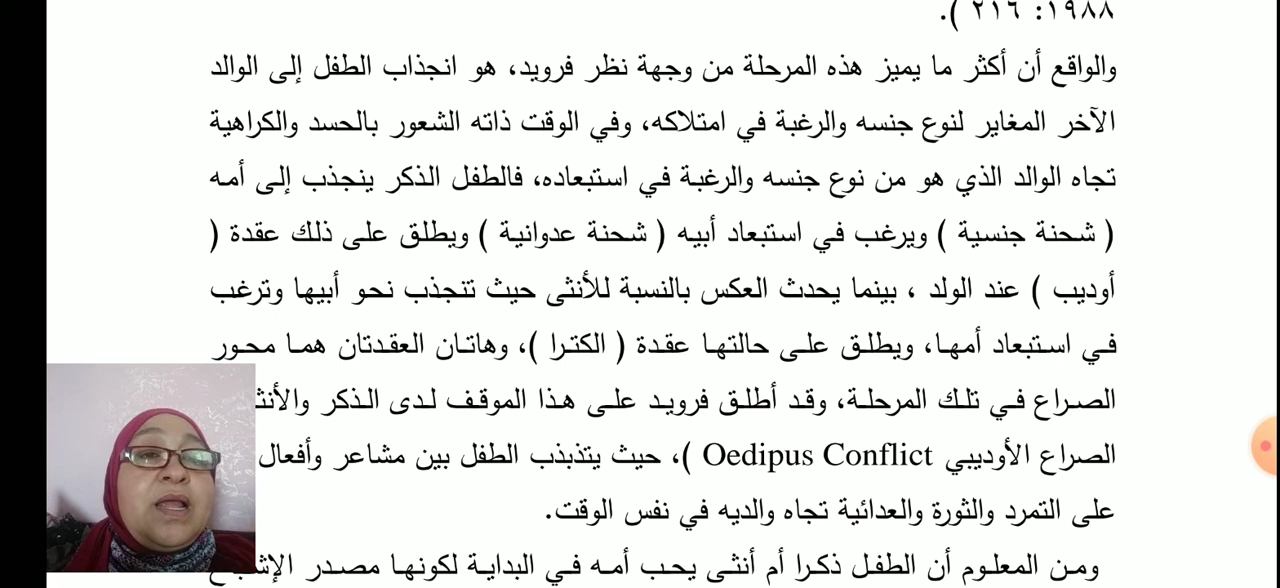 ١٩٨٨: ٢١٦ ).
والواقع أن أكثر ما يميز هذه المرحلة من وجهة نظر فرويد، هو انجذاب الطفل إلى الوالد
الآخر المغاير لنوع جنسه والرغبة في امتلاكه، وفي الوقت ذاته الشعور بالحسد والكراهية
تجاه الوالد الذي هو من نوع جنسه والرغبة في استبعاده، فالطفل الذكر ينجذب إلى أمه
( شحنة جنسية ) ويرغب في استبعاد أبيه ( شحنة عدوانية ) ويطلق على ذلك عقدة (
أوديب ) عند الولد ، بينما يحدث العكس بالنسبة للأنثى حيث تنجذب نحو أبيها وترغب
في استبعاد أمها، ويطلق على حالتها عقدة ( الكترا )، وهاتان العقدتان هما محور
الصراع في تلك المرحلة، وقد أطلق فرويد على هذا الموقف لدى الذكر
الصراع الأوديبي Oedipus Conflict )، حيث يتذبذب الطفل بين مشاعر وأفعال
على التمرد والثورة والعدائية تجاه والديه في نفس الوقت.
ومن المعلوم أن الطفل ذكرا أم أنثى يحب أمه في البداية لكونها مصدر